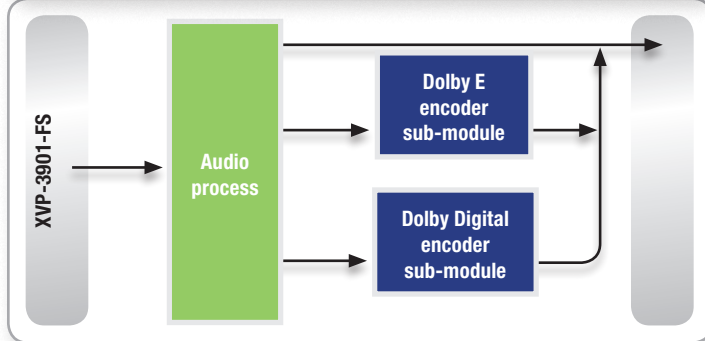 XVP-3901-FS
Audio
process
Dolby E
encoder
sub-module
Dolby Digital
encoder
sub-module